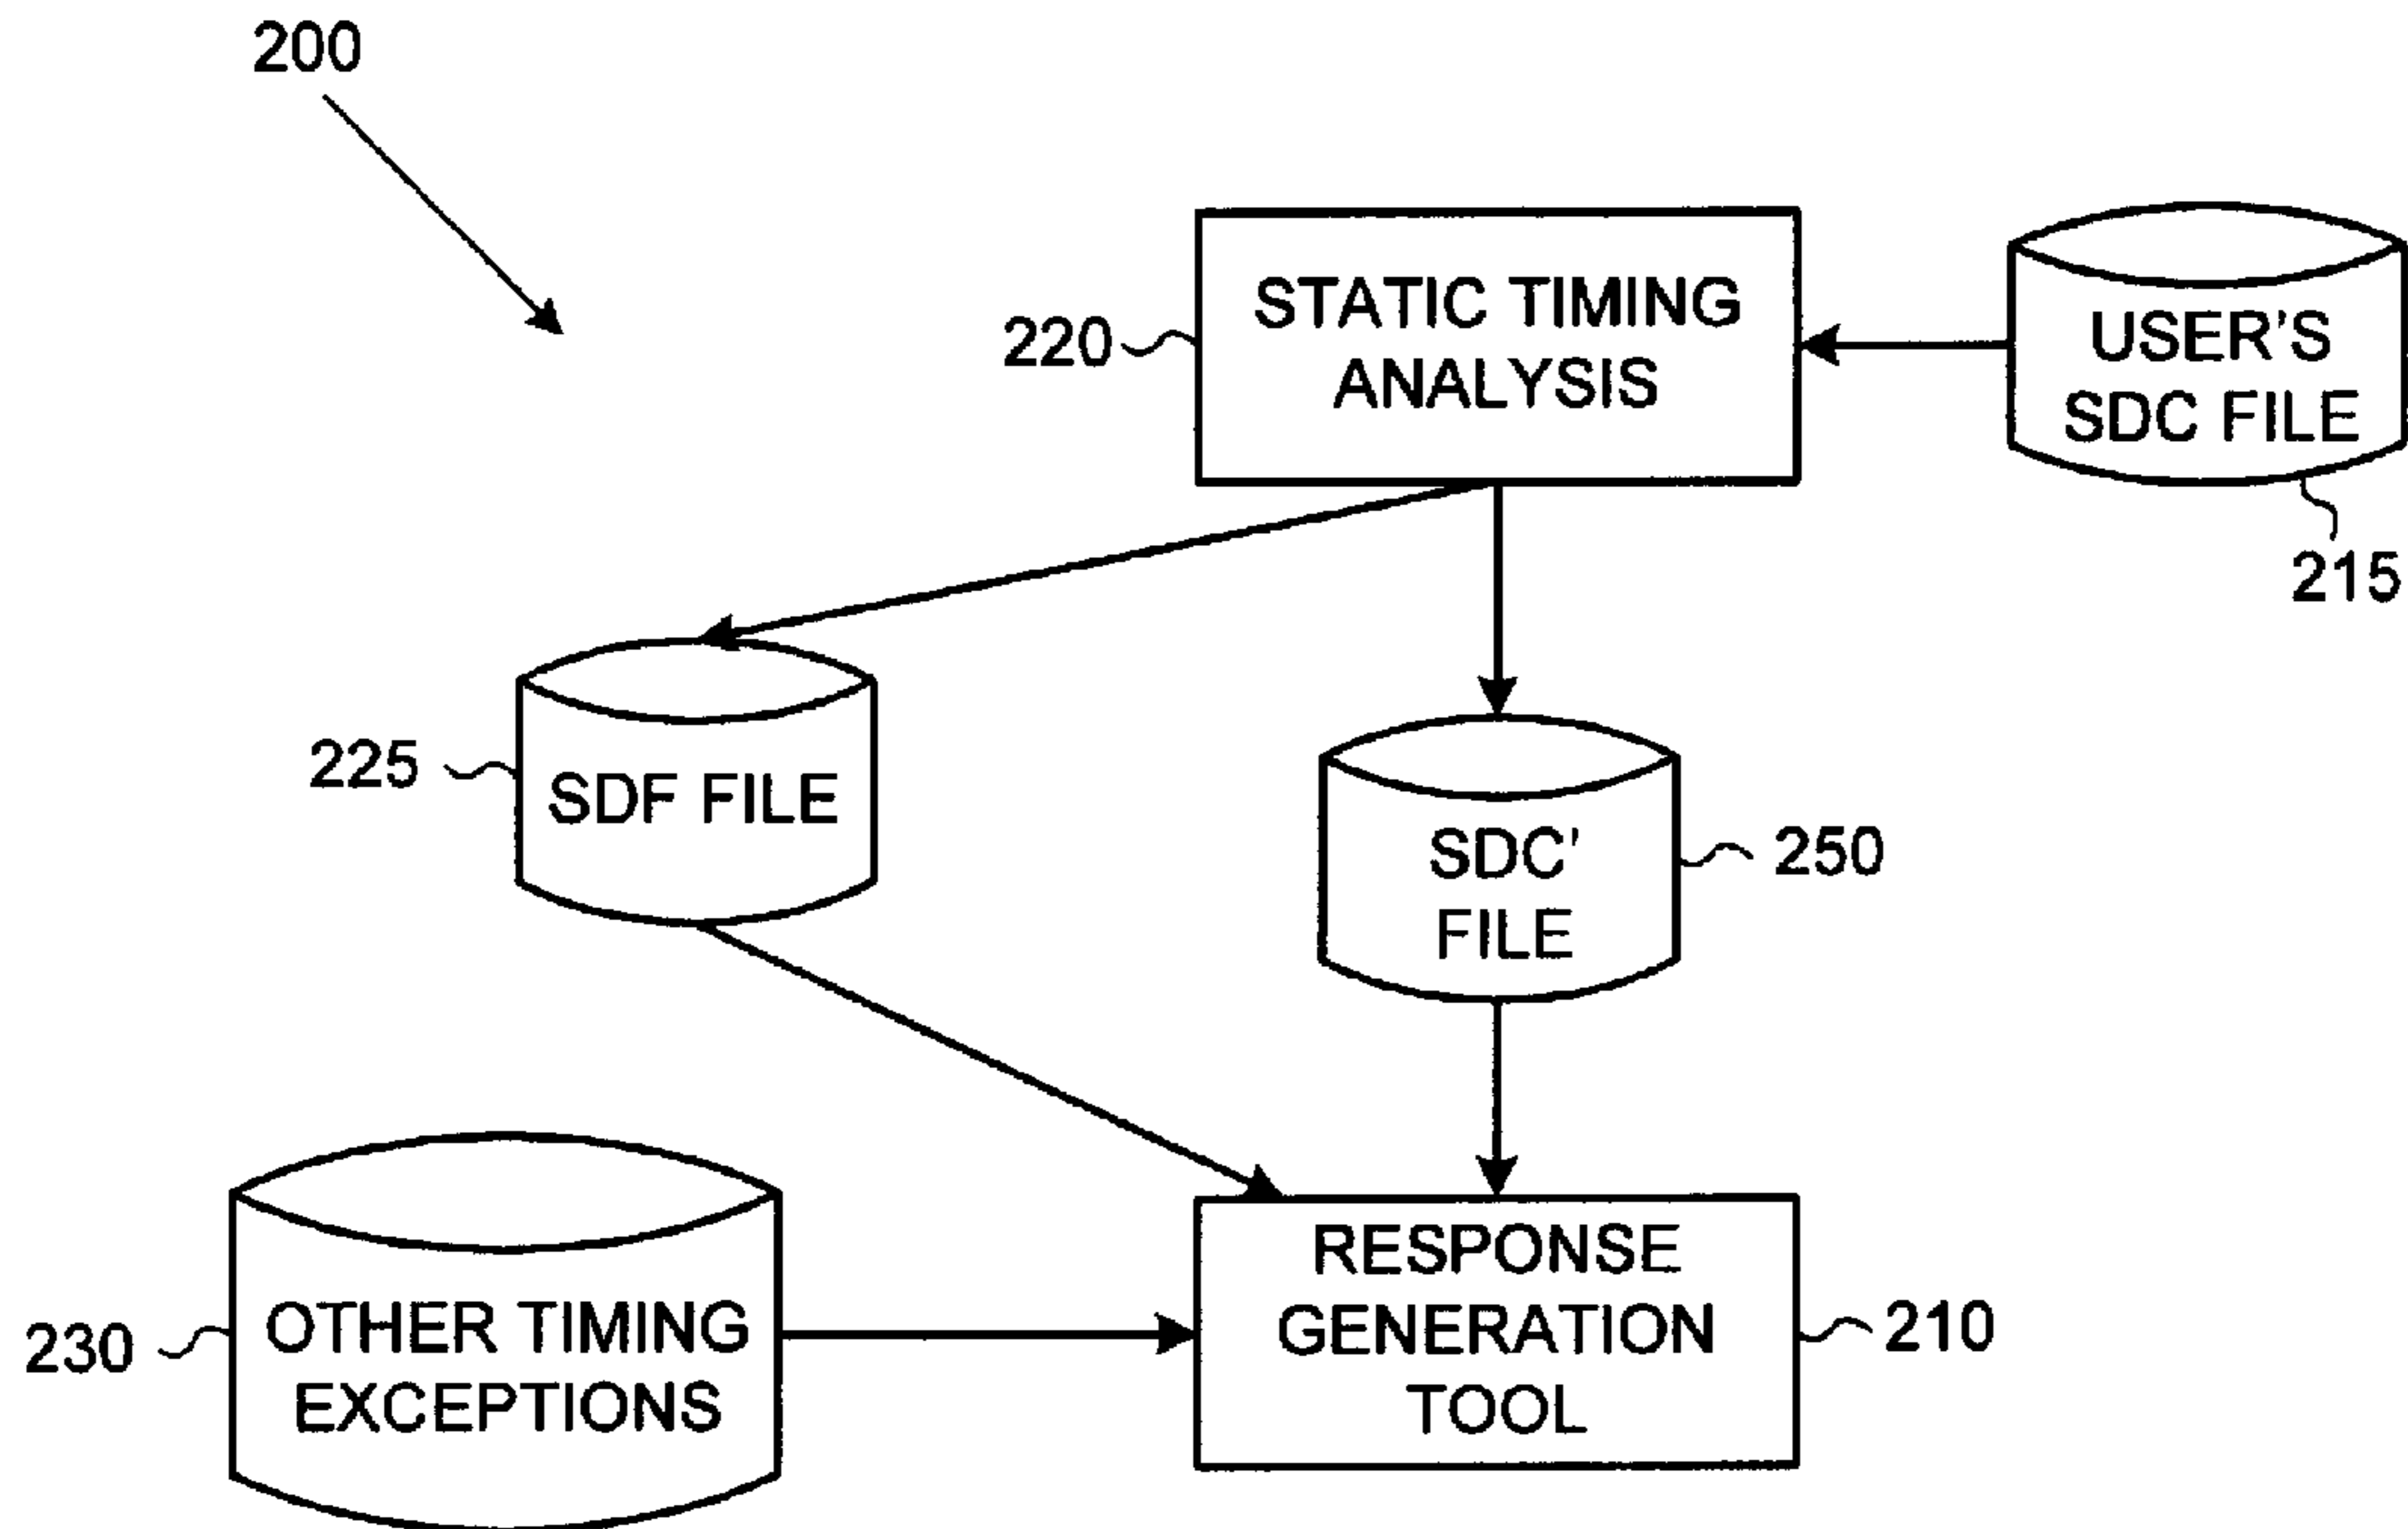 200
STATIC TIMING
ANALYSIS
220
USER'S
SDC FILE
215
225
SDF FILE
SDC'
FILE
250
230
OTHER TIMING
EXCEPTIONS
RESPONSE
GENERATION
TOOL
210